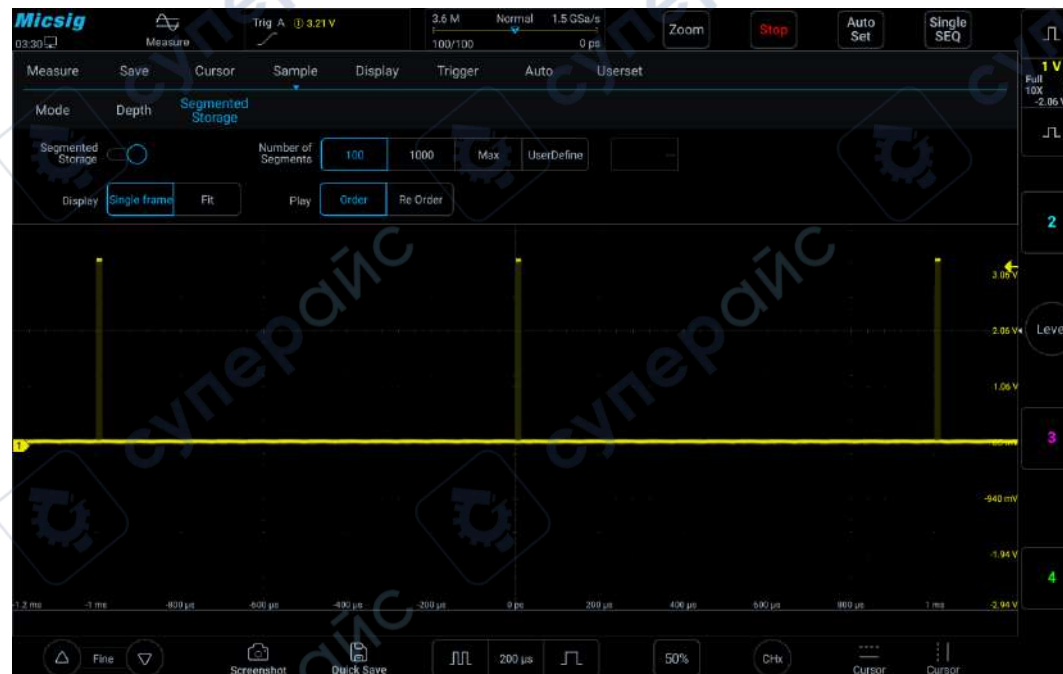 Micsig
03:30
Measure
Trig A ① 3.21 V
3.6 M Normal 1.5 GSa/s
100/100 0 ps
Zoom
Stop
Auto Set
Single SEQ
Measure Save Cursor Sample Display Trigger Auto Userset
1 V
Full
10X
-2.06 V
Mode Depth Segmented Storage
Segmented Storage
Number of Segments 100 1000 Max UserDefine
Display Single frame Fit Play Order Re Order
2
3.06 V
2.06 V
Leve
1.06 V
1
3
-940 mV
-1.94 V
4
-1.2 ms -1 ms -800 µs -600 µs -400 µs -200 µs 0 ps 200 µs 400 µs 600 µs 800 µs 1 ms -2.94 V
Fine
Screenshot
Quick Save
200 µs
50%
CHx
Cursor
Cursor
суперайс
суперайс
суперайс